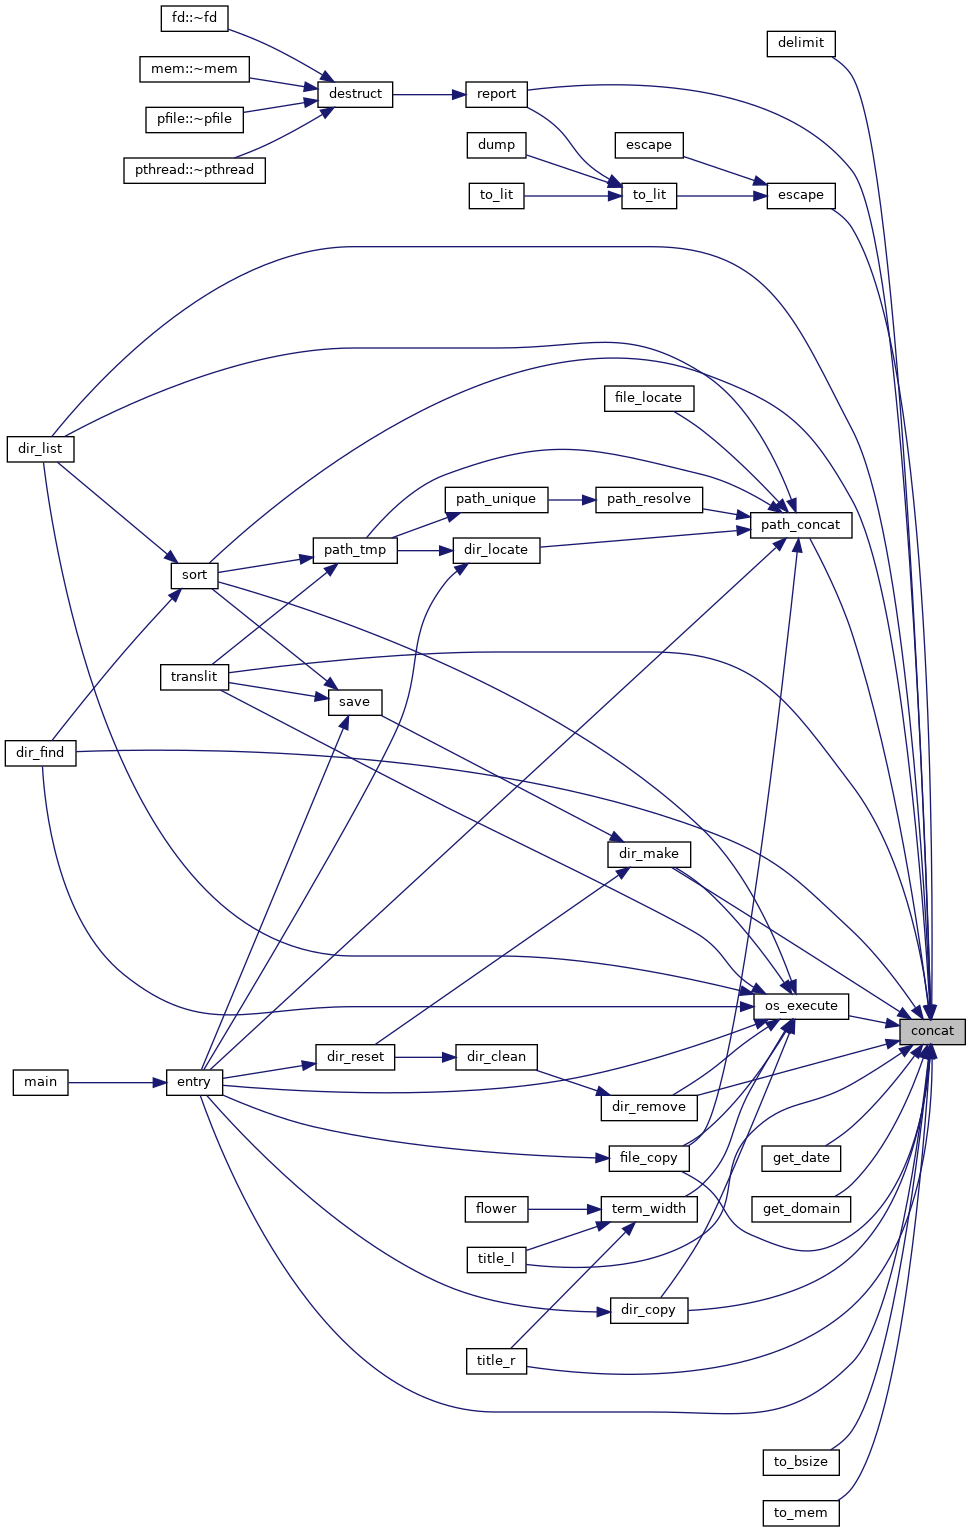 fd::~fd
delimit
mem::~mem
destruct
report
pfile::~pfile
dump
escape
pthread::~pthread
to_lit
to_lit
escape
file_locate
dir_list
path_unique
path_resolve
path_concat
path_tmp
dir_locate
sort
translit
save
dir_find
dir_make
os_execute
concat
dir_reset
dir_clean
main
entry
dir_remove
file_copy
get_date
flower
term_width
get_domain
title_l
dir_copy
title_r
to_bsize
to_mem